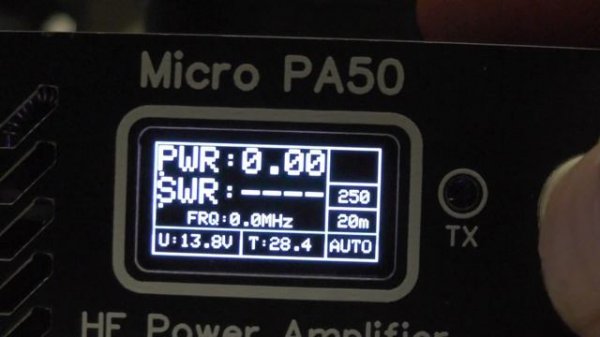 Micro PA50
PWR:0.00
SWR:----
250
FRQ:0.0MHz
20m
U:13.8V
T:28.4
AUTO
TX
HF Power Amplifier